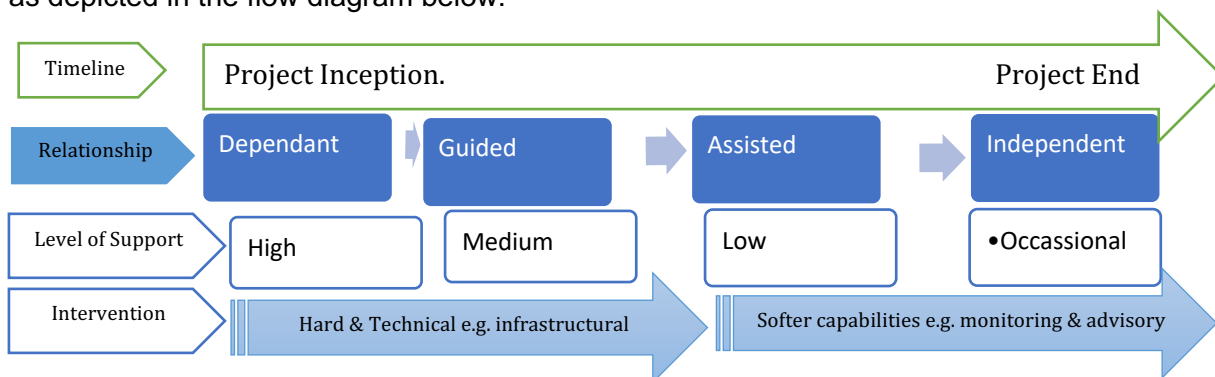 as depicted in the flow diagram below:
Timeline
Project Inception. Project End
Relationship
Dependant
Guided
Assisted
Independent
Level of Support
High
Medium
Low
•Occassional
Intervention
Hard & Technical e.g. infrastructural
Softer capabilities e.g. monitoring & advisory